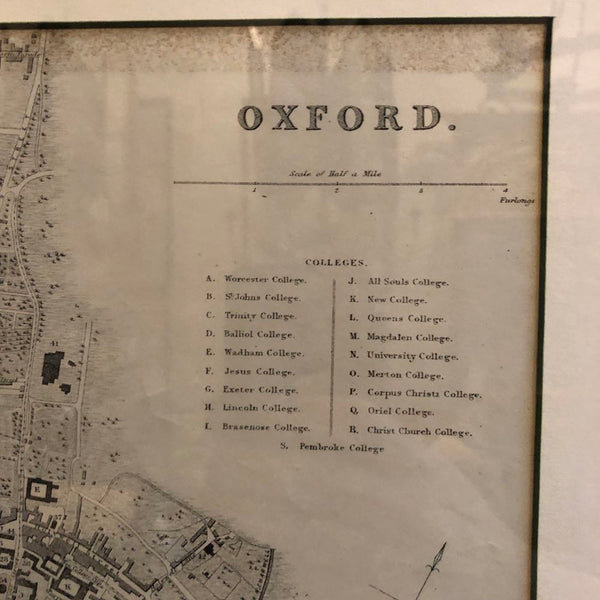 OXFORD.
Scale of Half a Mile
1 2 3 4
Furlongs
COLLEGES.
A. Worcester College.
B. St Johns College.
C. Trinity College.
D. Balliol College.
E. Wadham College.
F. Jesus College.
G. Exeter College.
H. Lincoln College.
I. Brasenose College.
J. All Souls College.
K. New College.
L. Queens College.
M. Magdalen College.
N. University College.
O. Merton College.
P. Corpus Christi College.
Q. Oriel College.
R. Christ Church College.
S. Pembroke College
41
E